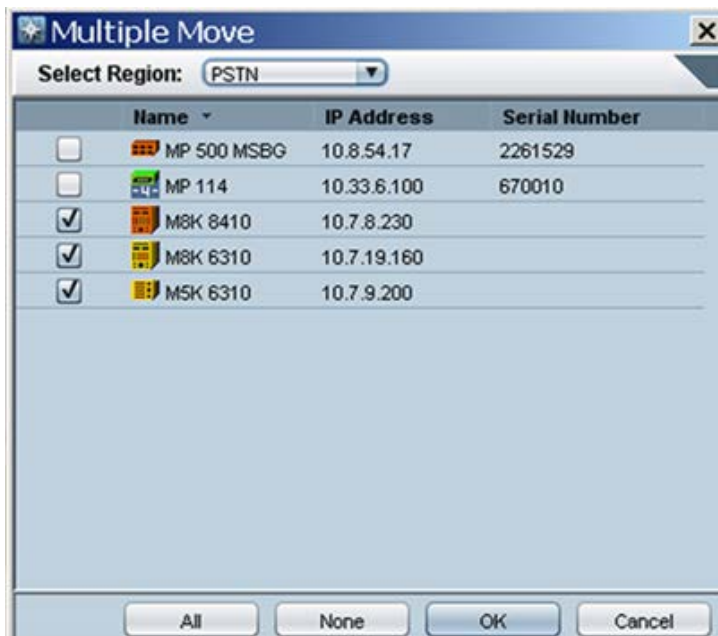 Multiple Move
Select Region: PSTN
Name IP Address Serial Number
MP 500 MSBG 10.8.54.17 2261529
MP 114 10.33.6.100 670010
M8K 8410 10.7.8.230
M8K 6310 10.7.19.160
M5K 6310 10.7.9.200
All None OK Cancel